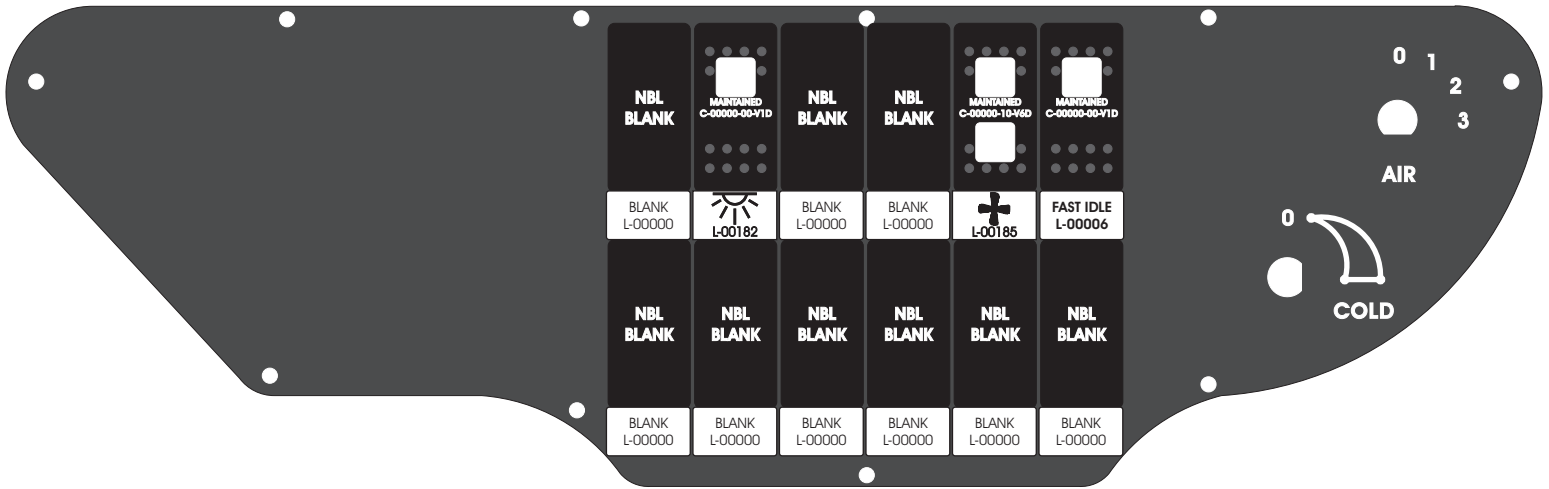 NBL
BLANK
MAINTAINED
C-00000-00-V1D
NBL
BLANK
NBL
BLANK
MAINTAINED
C-00000-10-V6D
MAINTAINED
C-00000-00-V1D
0
1
2
3
AIR
BLANK
L-00000
L-00182
BLANK
L-00000
BLANK
L-00000
L-00185
FAST IDLE
L-00006
0
COLD
NBL
BLANK
NBL
BLANK
NBL
BLANK
NBL
BLANK
NBL
BLANK
NBL
BLANK
BLANK
L-00000
BLANK
L-00000
BLANK
L-00000
BLANK
L-00000
BLANK
L-00000
BLANK
L-00000